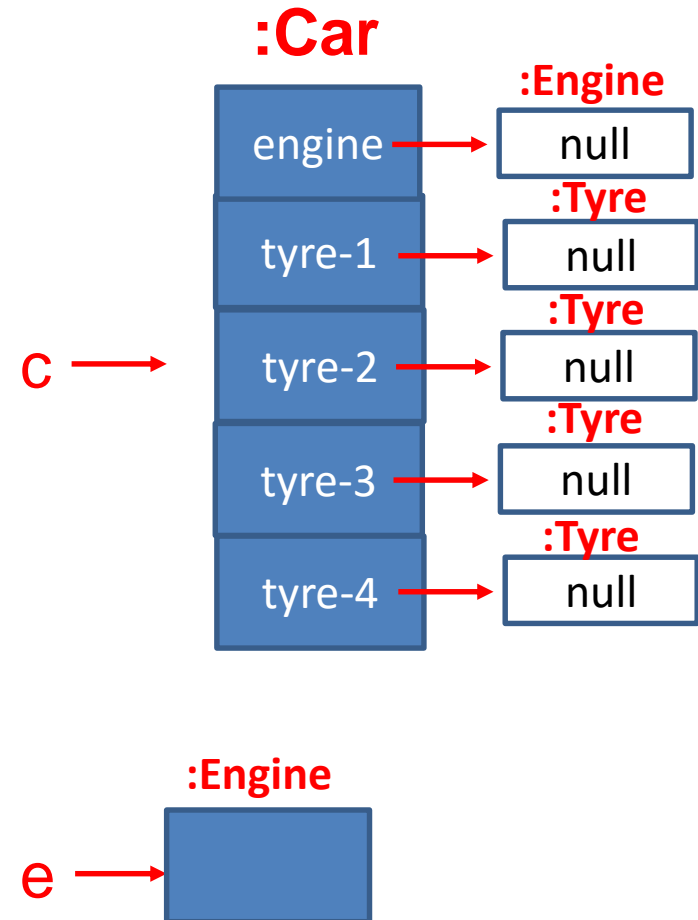 :Car
:Engine
engine null
:Tyre
tyre-1 null
:Tyre
c tyre-2 null
:Tyre
tyre-3 null
:Tyre
tyre-4 null
:Engine
e